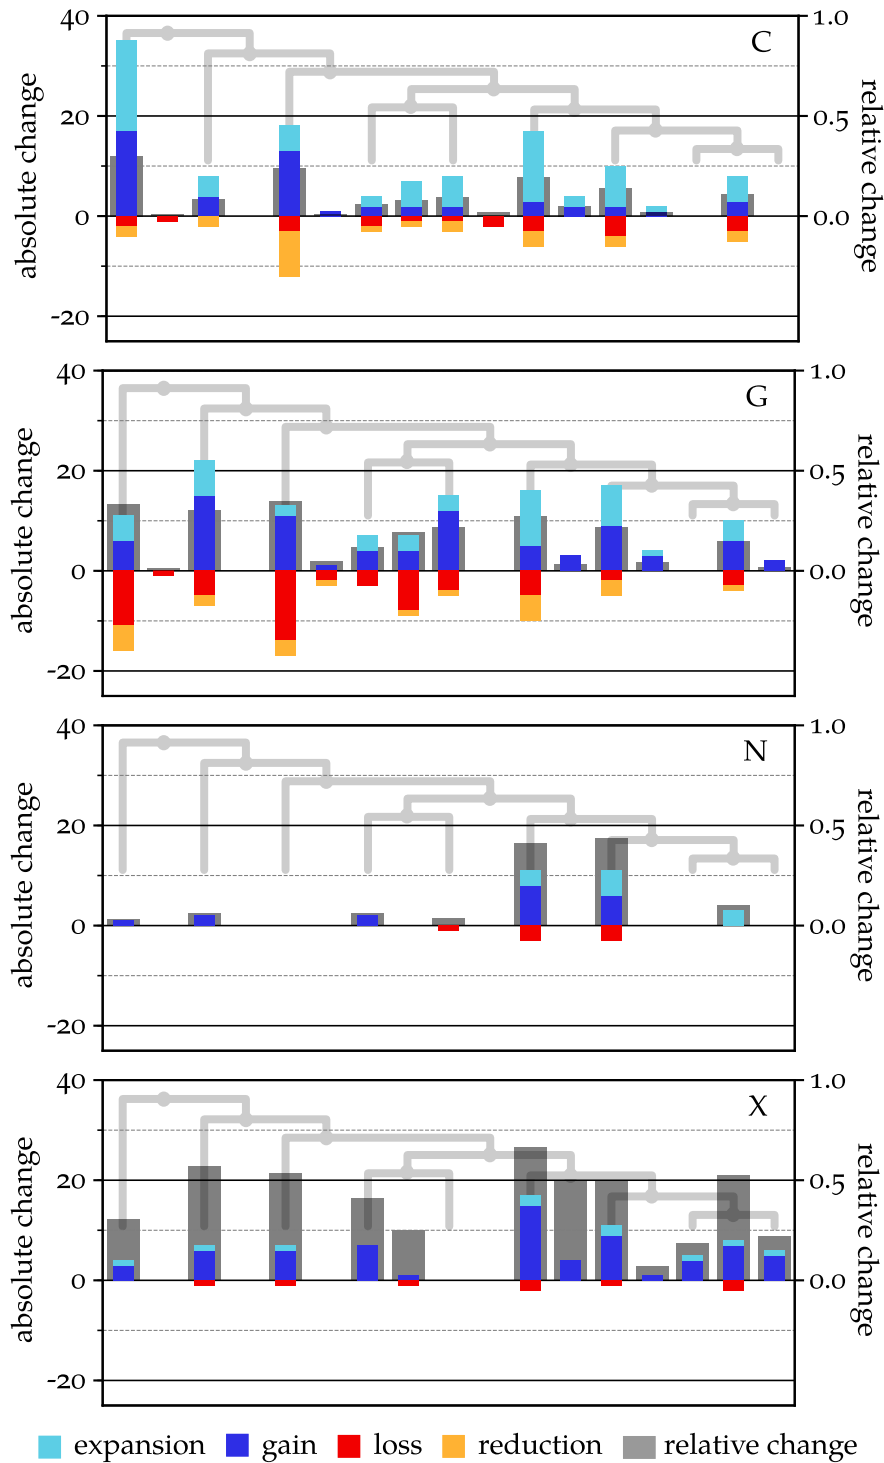 40 1.0
C
absolute change
20 0.5
relative change
0 0.0
-20
40 1.0
G
absolute change
20 0.5
relative change
0 0.0
-20
40 1.0
N
absolute change
20 0.5
relative change
0 0.0
-20
40 1.0
X
absolute change
20 0.5
relative change
0 0.0
-20
expansion gain loss reduction relative change